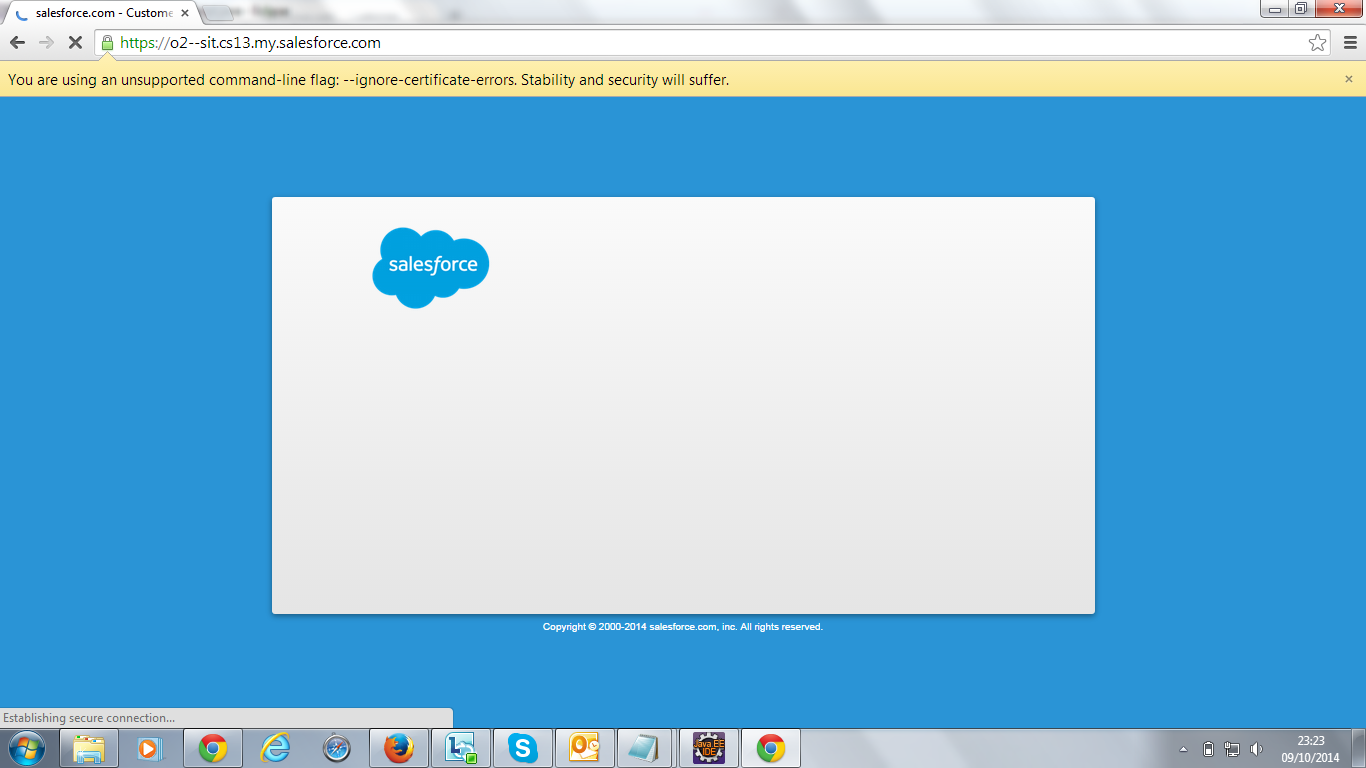 salesforce.com - Custome
https://o2--sit.cs13.my.salesforce.com
You are using an unsupported command-line flag: --ignore-certificate-errors. Stability and security will suffer.
salesforce
Copyright © 2000-2014 salesforce.com, inc. All rights reserved.
Establishing secure connection...
Java EE
IDE
23:23
09/10/2014